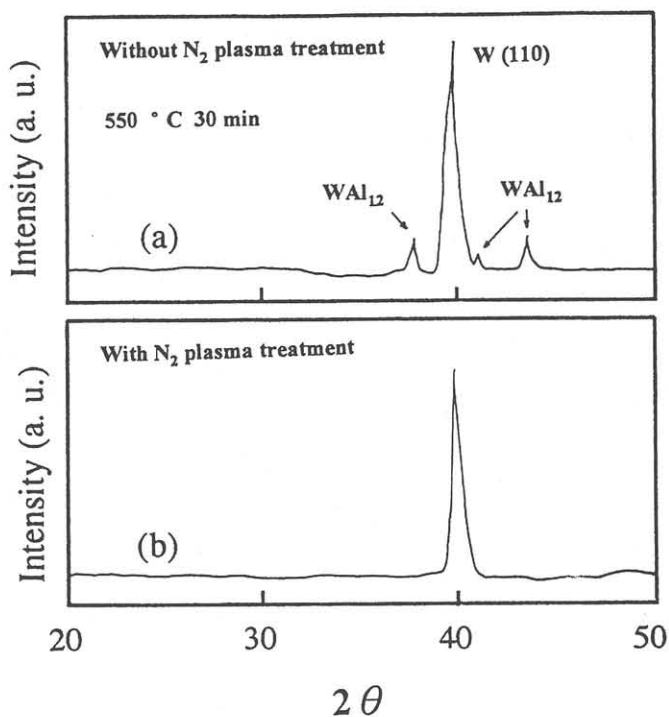 Without N₂ plasma treatment
W (110)
550 ° C 30 min
WAl₁₂
WAl₁₂
(a)
Intensity (a. u.)
With N₂ plasma treatment
(b)
Intensity (a. u.)
20 30 40 50
2θ